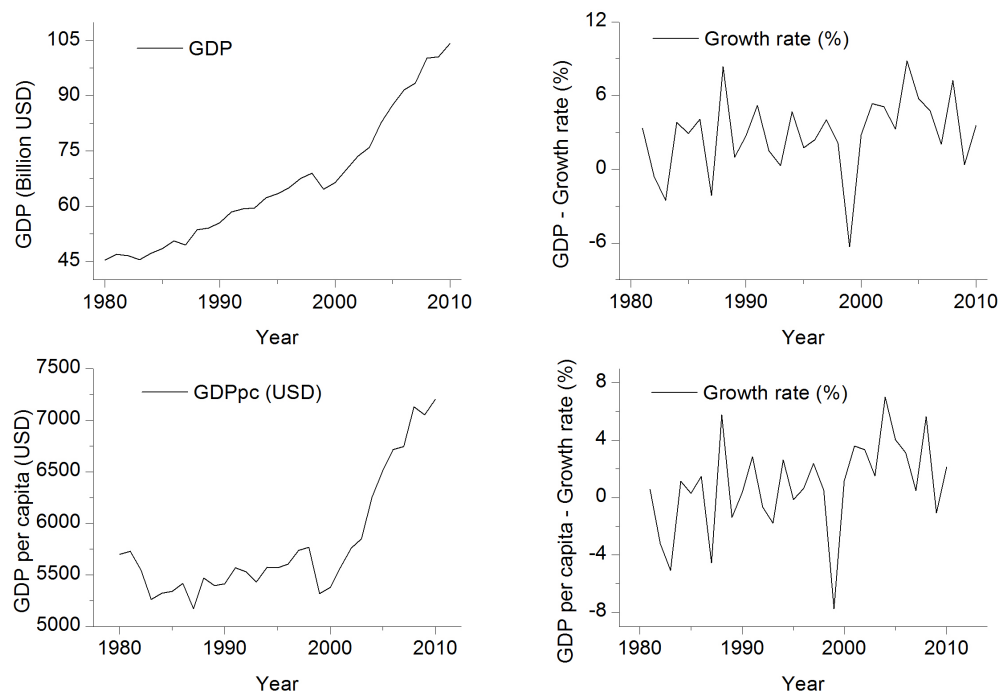 GDP
105
90
75
60
45
GDP (Billion USD)
1980 1990 2000 2010
Year
Growth rate (%)
12
6
0
-6
GDP - Growth rate (%)
1980 1990 2000 2010
Year
GDPpc (USD)
7500
7000
6500
6000
5500
5000
GDP per capita (USD)
1980 1990 2000 2010
Year
Growth rate (%)
8
4
0
-4
-8
GDP per capita - Growth rate (%)
1980 1990 2000 2010
Year